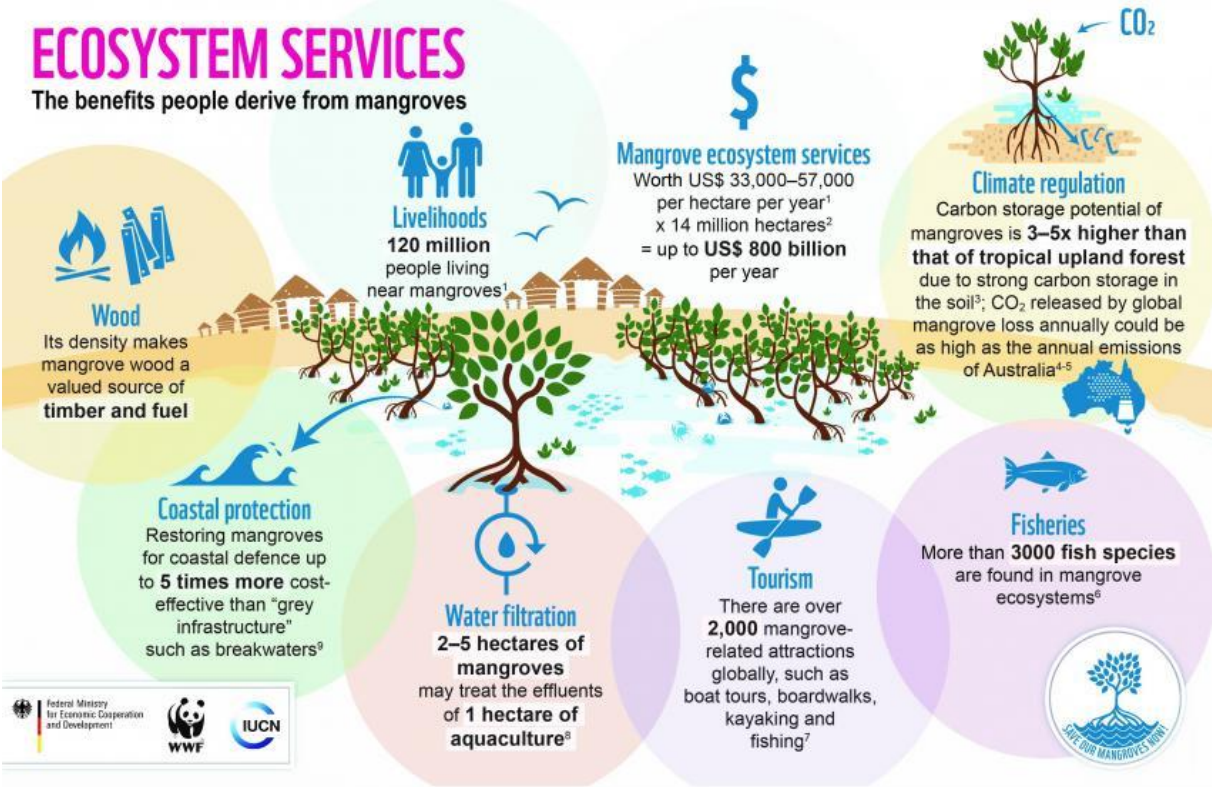 ECOSYSTEM SERVICES
The benefits people derive from mangroves
Wood
Its density makes
mangrove wood a
valued source of
timber and fuel
Livelihoods
120 million
people living
near mangroves¹
$
Mangrove ecosystem services
Worth US$ 33,000–57,000
per hectare per year¹
x 14 million hectares²
= up to US$ 800 billion
per year
CO₂
C C C
Climate regulation
Carbon storage potential of
mangroves is 3–5x higher than
that of tropical upland forest
due to strong carbon storage in
the soil³; CO₂ released by global
mangrove loss annually could be
as high as the annual emissions
of Australia⁴⁻⁵
Coastal protection
Restoring mangroves
for coastal defence up
to 5 times more cost-
effective than “grey
infrastructure”
such as breakwaters⁹
Water filtration
2–5 hectares of
mangroves
may treat the effluents
of 1 hectare of
aquaculture⁸
Tourism
There are over
2,000 mangrove-
related attractions
globally, such as
boat tours, boardwalks,
kayaking and
fishing⁷
Fisheries
More than 3000 fish species
are found in mangrove
ecosystems⁶
Federal Ministry
for Economic Cooperation
and Development
WWF
IUCN
SAVE OUR MANGROVES NOW!